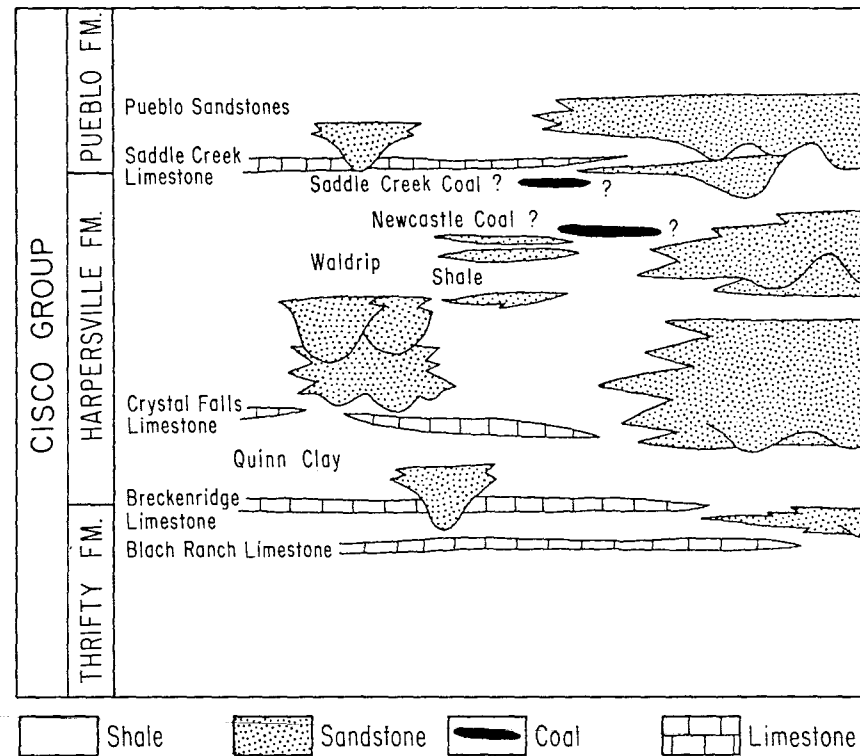 CISCO GROUP
PUEBLO FM.
HARPERSVILLE FM.
THRIFTY FM.
Pueblo Sandstones
Saddle Creek
Limestone
Saddle Creek Coal ?
?
Newcastle Coal ?
?
Waldrip
Shale
Crystal Falls
Limestone
Quinn Clay
Breckenridge
Limestone
Blach Ranch Limestone
Shale
Sandstone
Coal
Limestone